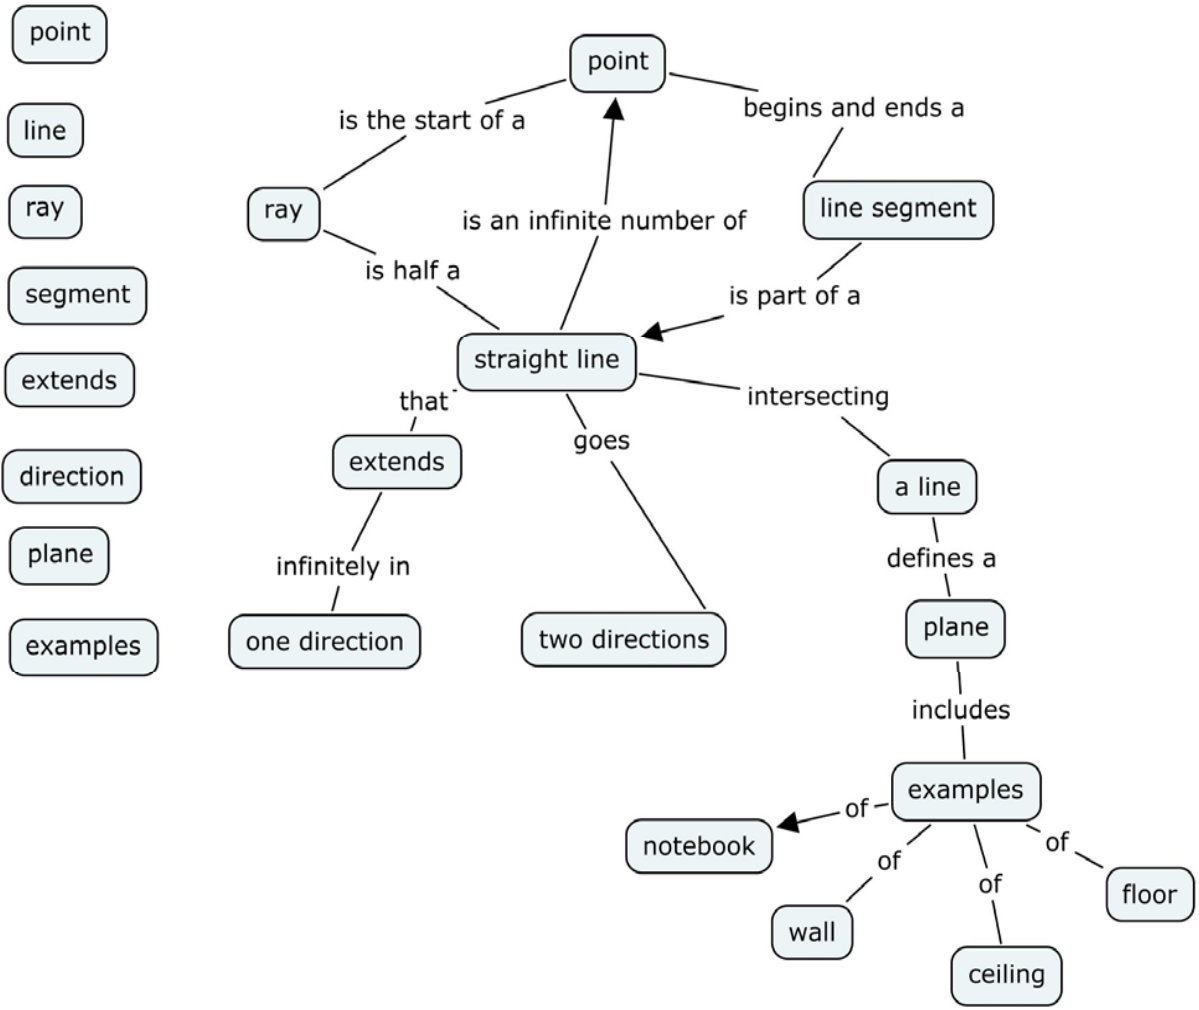 point
line
ray
segment
extends
direction
plane
examples
point
is the start of a
begins and ends a
ray
is an infinite number of
line segment
is half a
is part of a
straight line
that
goes
intersecting
extends
a line
infinitely in
defines a
one direction
two directions
plane
includes
examples
of
notebook
of
of
of
floor
wall
ceiling